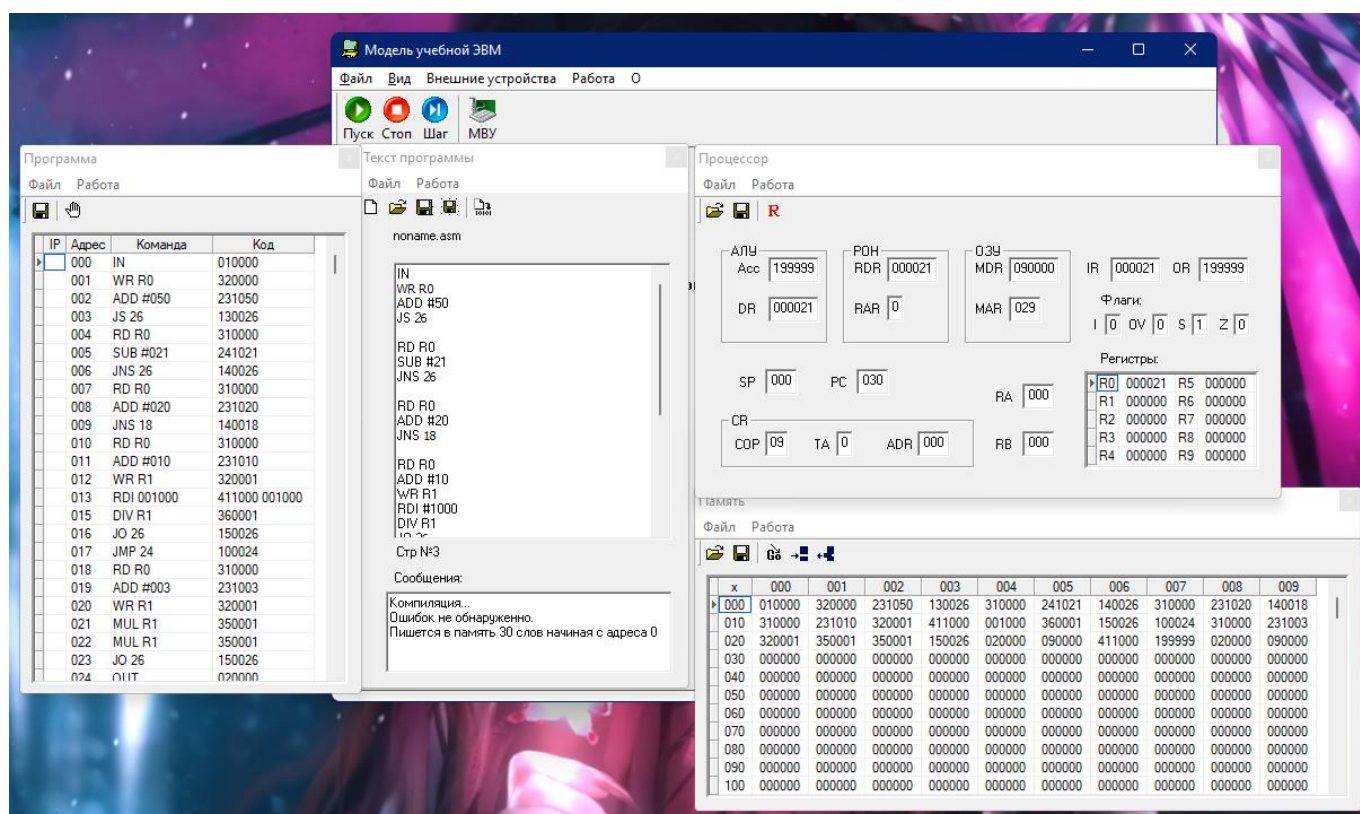 Модель учебной ЭВМ
Файл Вид Внешние устройства Работа О
Пуск Стоп Шаг МВУ
Программа
Файл Работа
IP Адрес Команда Код
000 IN 010000
001 WR R0 320000
002 ADD #050 231050
003 JS 26 130026
004 RD R0 310000
005 SUB #021 241021
006 JNS 26 140026
007 RD R0 310000
008 ADD #020 231020
009 JNS 18 140018
010 RD R0 310000
011 ADD #010 231010
012 WR R1 320001
013 RDI 001000 411000 001000
015 DIV R1 360001
016 JO 26 150026
017 JMP 24 100024
018 RD R0 310000
019 ADD #003 231003
020 WR R1 320001
021 MUL R1 350001
022 MUL R1 350001
023 JO 26 150026
024 OUT 020000
Текст программы
Файл Работа
noname.asm
IN
WR R0
ADD #50
JS 26
RD R0
SUB #21
JNS 26
RD R0
ADD #20
JNS 18
RD R0
ADD #10
WR R1
RDI #1000
DIV R1
Стр №3
Сообщения:
Компиляция...
Ошибок не обнаруженно.
Пишется в память 30 слов начиная с адреса 0
Процессор
Файл Работа
R
АЛУ РОН ОЗУ
Acc 199999 RDR 000021 MDR 090000 IR 000021 OR 199999
DR 000021 RAR 0 MAR 029
Флаги:
I 0 OV 0 S 1 Z 0
Регистры:
SP 000 PC 030 RA 000
CR
COP 09 TA 0 ADR 000 RB 000
R0 000021 R5 000000
R1 000000 R6 000000
R2 000000 R7 000000
R3 000000 R8 000000
R4 000000 R9 000000
Память
Файл Работа
Go
x 000 001 002 003 004 005 006 007 008 009
000 010000 320000 231050 130026 310000 241021 140026 310000 231020 140018
010 310000 231010 320001 411000 001000 360001 150026 100024 310000 231003
020 320001 350001 350001 150026 020000 090000 411000 199999 020000 090000
030 000000 000000 000000 000000 000000 000000 000000 000000 000000 000000
040 000000 000000 000000 000000 000000 000000 000000 000000 000000 000000
050 000000 000000 000000 000000 000000 000000 000000 000000 000000 000000
060 000000 000000 000000 000000 000000 000000 000000 000000 000000 000000
070 000000 000000 000000 000000 000000 000000 000000 000000 000000 000000
080 000000 000000 000000 000000 000000 000000 000000 000000 000000 000000
090 000000 000000 000000 000000 000000 000000 000000 000000 000000 000000
100 000000 000000 000000 000000 000000 000000 000000 000000 000000 000000